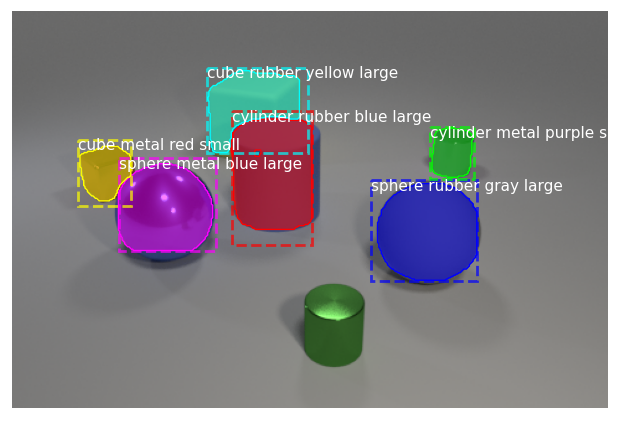 cube rubber yellow large
cylinder rubber blue large
cylinder metal purple s
cube metal red small
sphere metal blue large
sphere rubber gray large